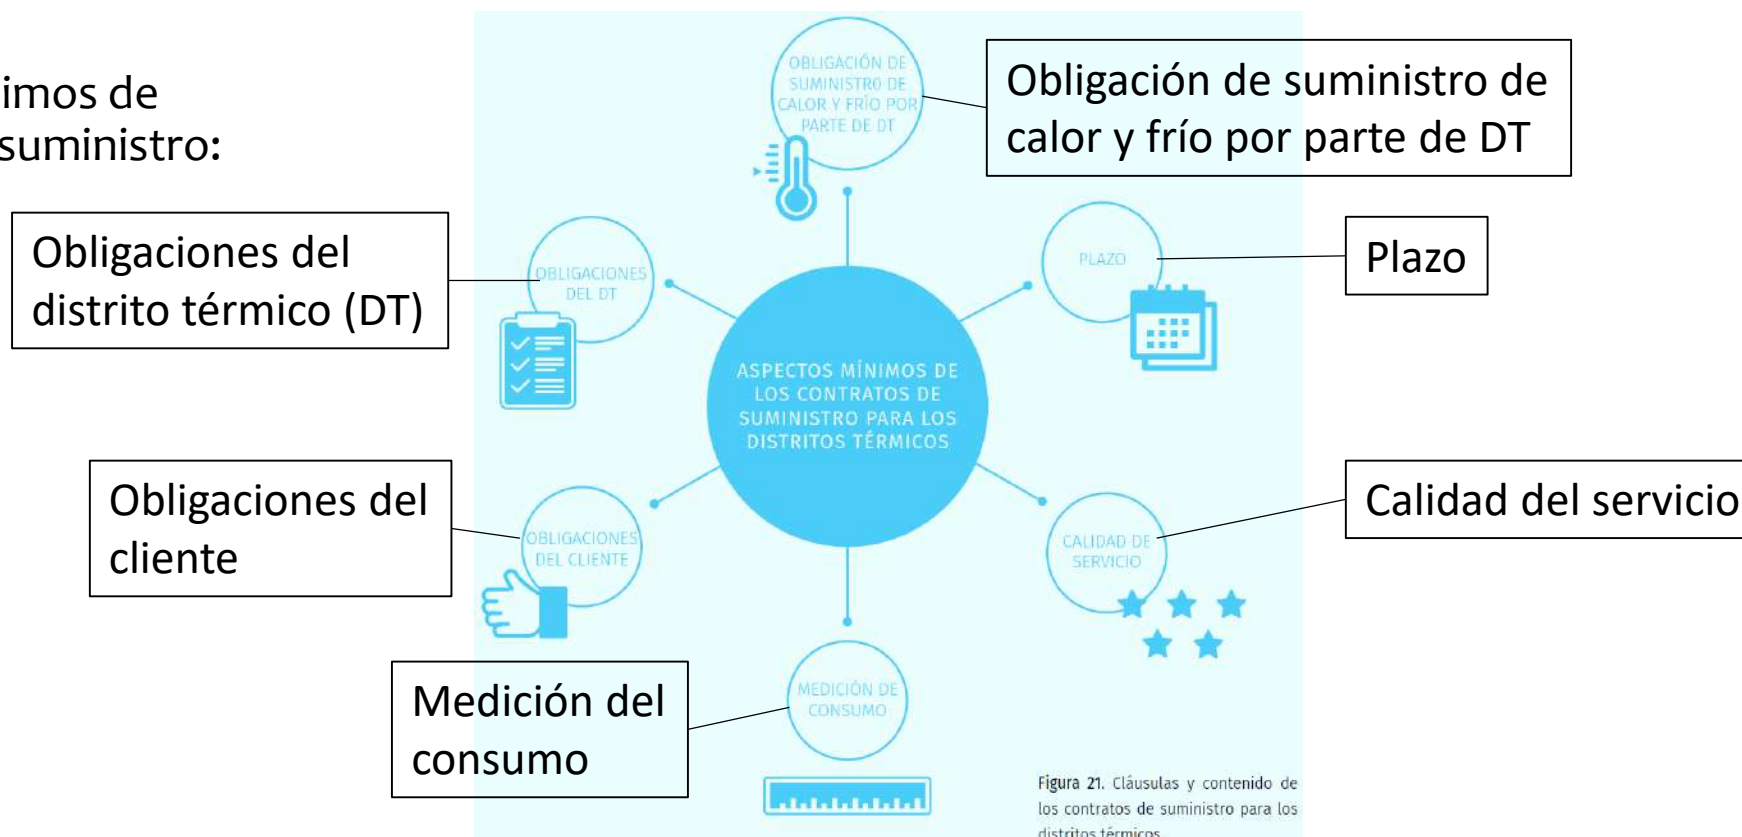 imos de
suministro:
OBLIGACIÓN DE
SUMINISTRO DE
CALOR Y FRÍO POR
PARTE DE DT
Obligación de suministro de
calor y frío por parte de DT
Obligaciones del
distrito térmico (DT)
OBLIGACIONES
DEL DT
PLAZO
Plazo
ASPECTOS MÍNIMOS DE
LOS CONTRATOS DE
SUMINISTRO PARA LOS
DISTRITOS TÉRMICOS
Obligaciones del
cliente
OBLIGACIONES
DEL CLIENTE
CALIDAD DE
SERVICIO
Calidad del servicio
Medición del
consumo
MEDICIÓN DE
CONSUMO
Figura 21. Cláusulas y contenido de
los contratos de suministro para los
distritos térmicos